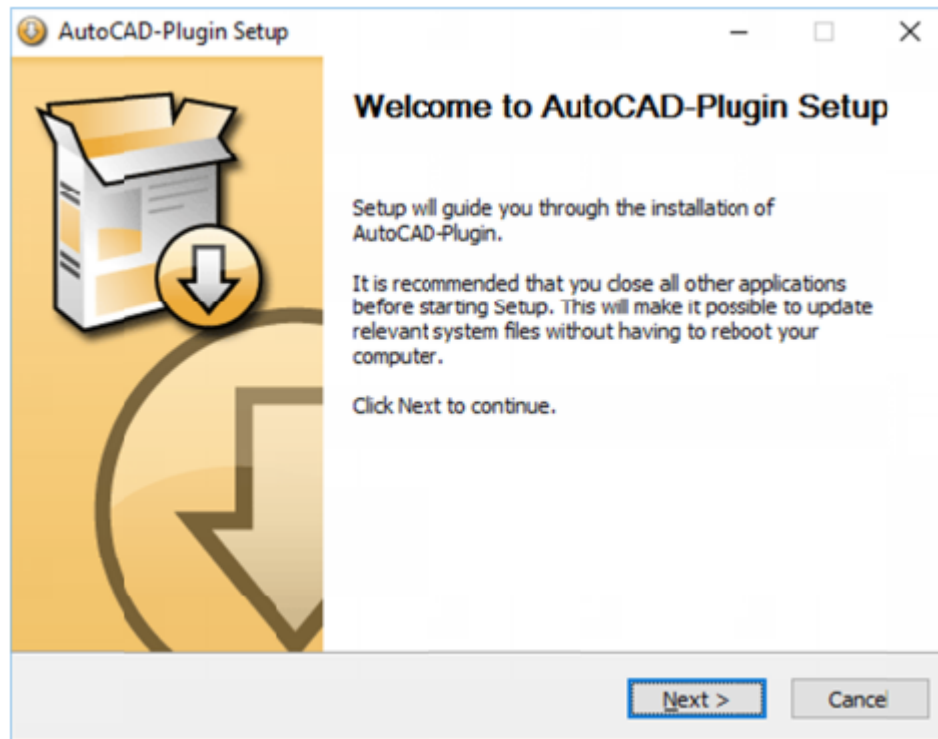 AutoCAD-Plugin Setup
Welcome to AutoCAD-Plugin Setup
Setup will guide you through the installation of
AutoCAD-Plugin.
It is recommended that you close all other applications
before starting Setup. This will make it possible to update
relevant system files without having to reboot your
computer.
Click Next to continue.
Next >
Cancel